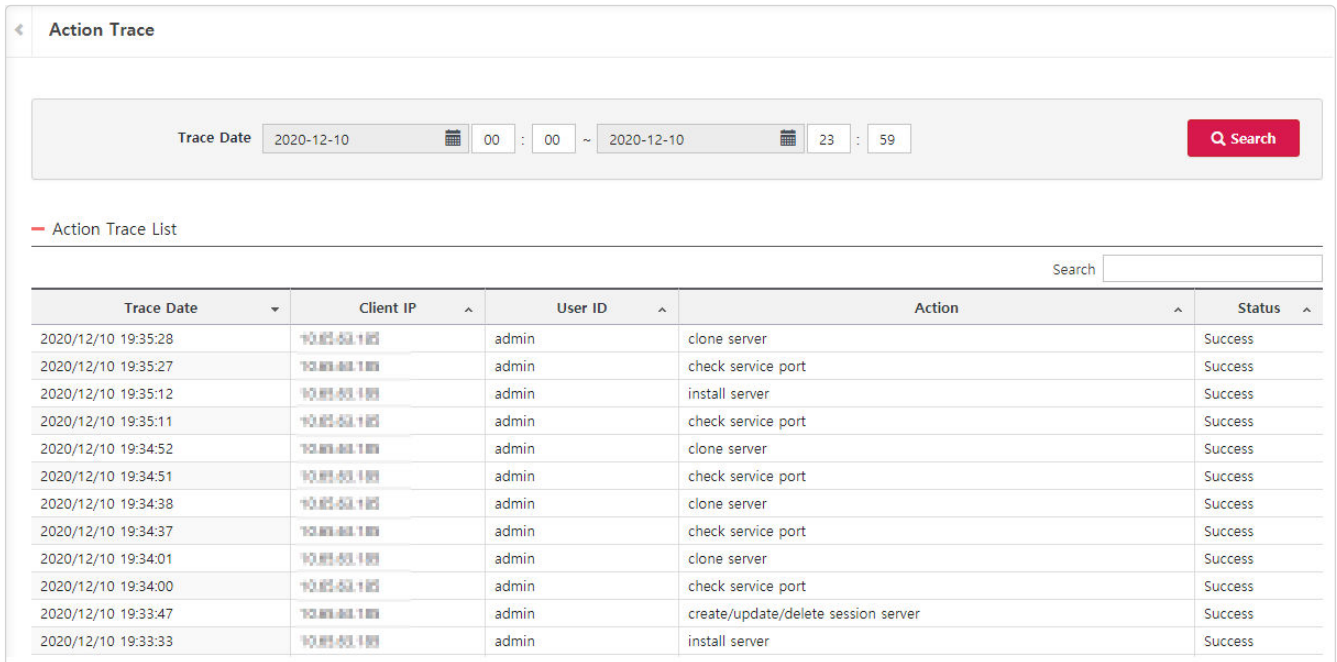 Action Trace
Trace Date 2020-12-10 00 : 00 ~ 2020-12-10 23 : 59 Search
Action Trace List
Search
Trace Date Client IP User ID Action Status
2020/12/10 19:35:28 admin clone server Success
2020/12/10 19:35:27 admin check service port Success
2020/12/10 19:35:12 admin install server Success
2020/12/10 19:35:11 admin check service port Success
2020/12/10 19:34:52 admin clone server Success
2020/12/10 19:34:51 admin check service port Success
2020/12/10 19:34:38 admin clone server Success
2020/12/10 19:34:37 admin check service port Success
2020/12/10 19:34:01 admin clone server Success
2020/12/10 19:34:00 admin check service port Success
2020/12/10 19:33:47 admin create/update/delete session server Success
2020/12/10 19:33:33 admin install server Success